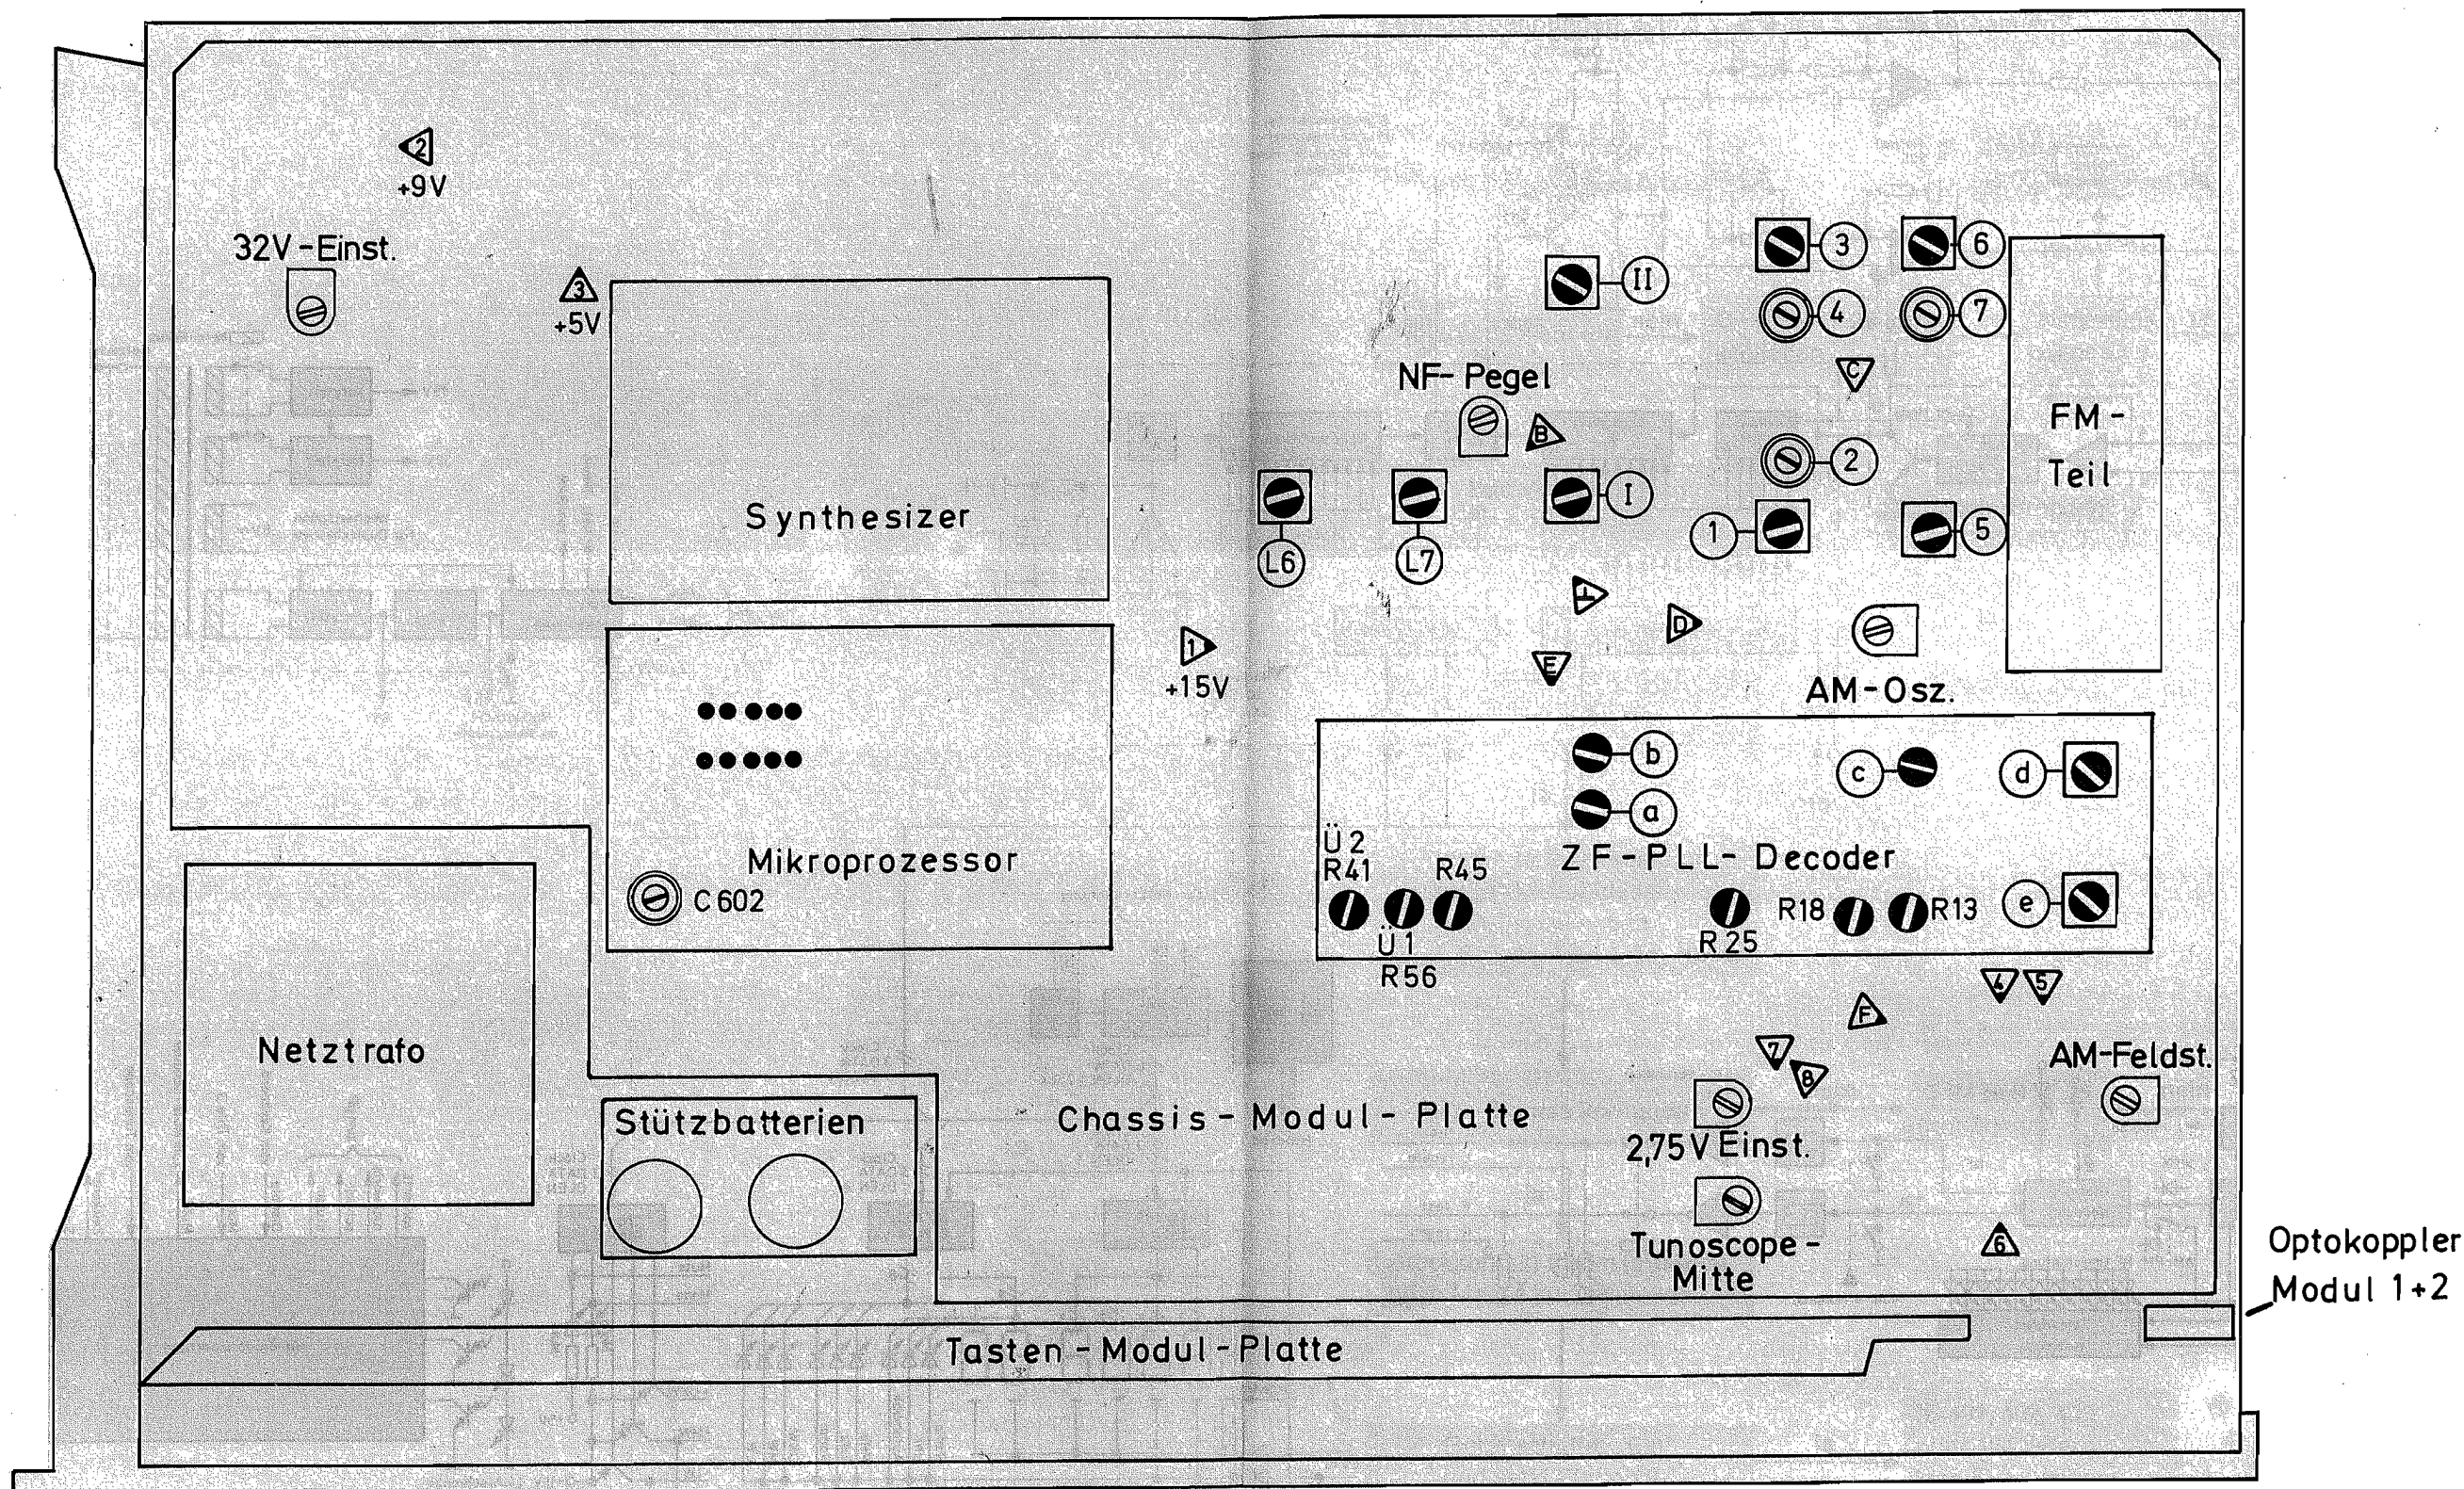 2
+9V
32V-Einst.
3
+5V
Synthesizer
Mikroprozessor
C602
1
+15V
Netztrafo
Stützbatterien
II
3
6
4
7
C
NF-Pegel
B
2
FM-
Teil
I
1
5
L6
L7
D
E
AM-Osz.
b
a
c
d
Ü2
R41
R45
ZF-PLL-Decoder
Ü1
R56
R25
R18
R13
e
4
5
F
7
8
AM-Feldst.
Chassis-Modul-Platte
2,75V Einst.
Tunoscope-
Mitte
6
Optokoppler
Modul 1+2
Tasten-Modul-Platte